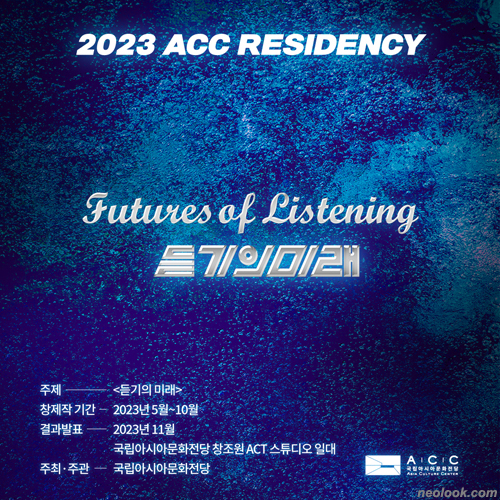 2023 ACC RESIDENCY
Futures of Listening
듣기의미래
주제 <듣기의 미래>
창제작 기간 2023년 5월~10월
결과발표 2023년 11월
국립아시아문화전당 창조원 ACT 스튜디오 일대
주최·주관 국립아시아문화전당
A C C
국립아시아문화전당
ASIA CULTURE CENTER
neolook.com